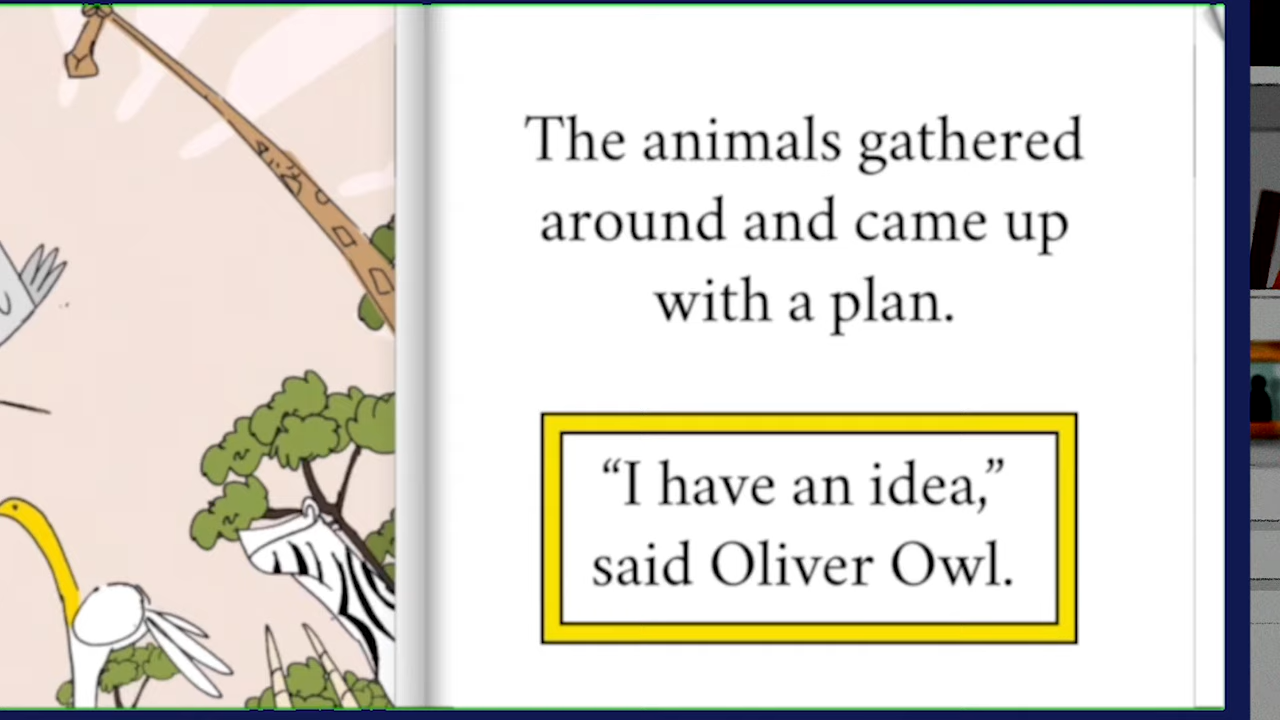 The animals gathered
around and came up
with a plan.
“I have an idea,”
said Oliver Owl.